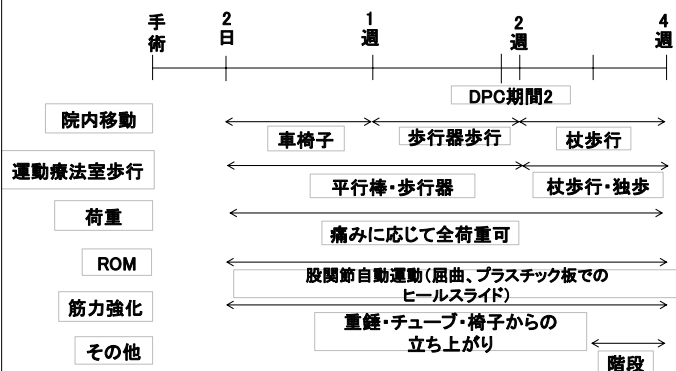 手術
2日
1週
2週
4週
DPC期間2
院内移動
車椅子
歩行器歩行
杖歩行
運動療法室歩行
平行棒・歩行器
杖歩行・独歩
荷重
痛みに応じて全荷重可
ROM
股関節自動運動(屈曲、プラスチック板での
ヒールスライド)
筋力強化
重錘・チューブ・椅子からの
立ち上がり
その他
階段